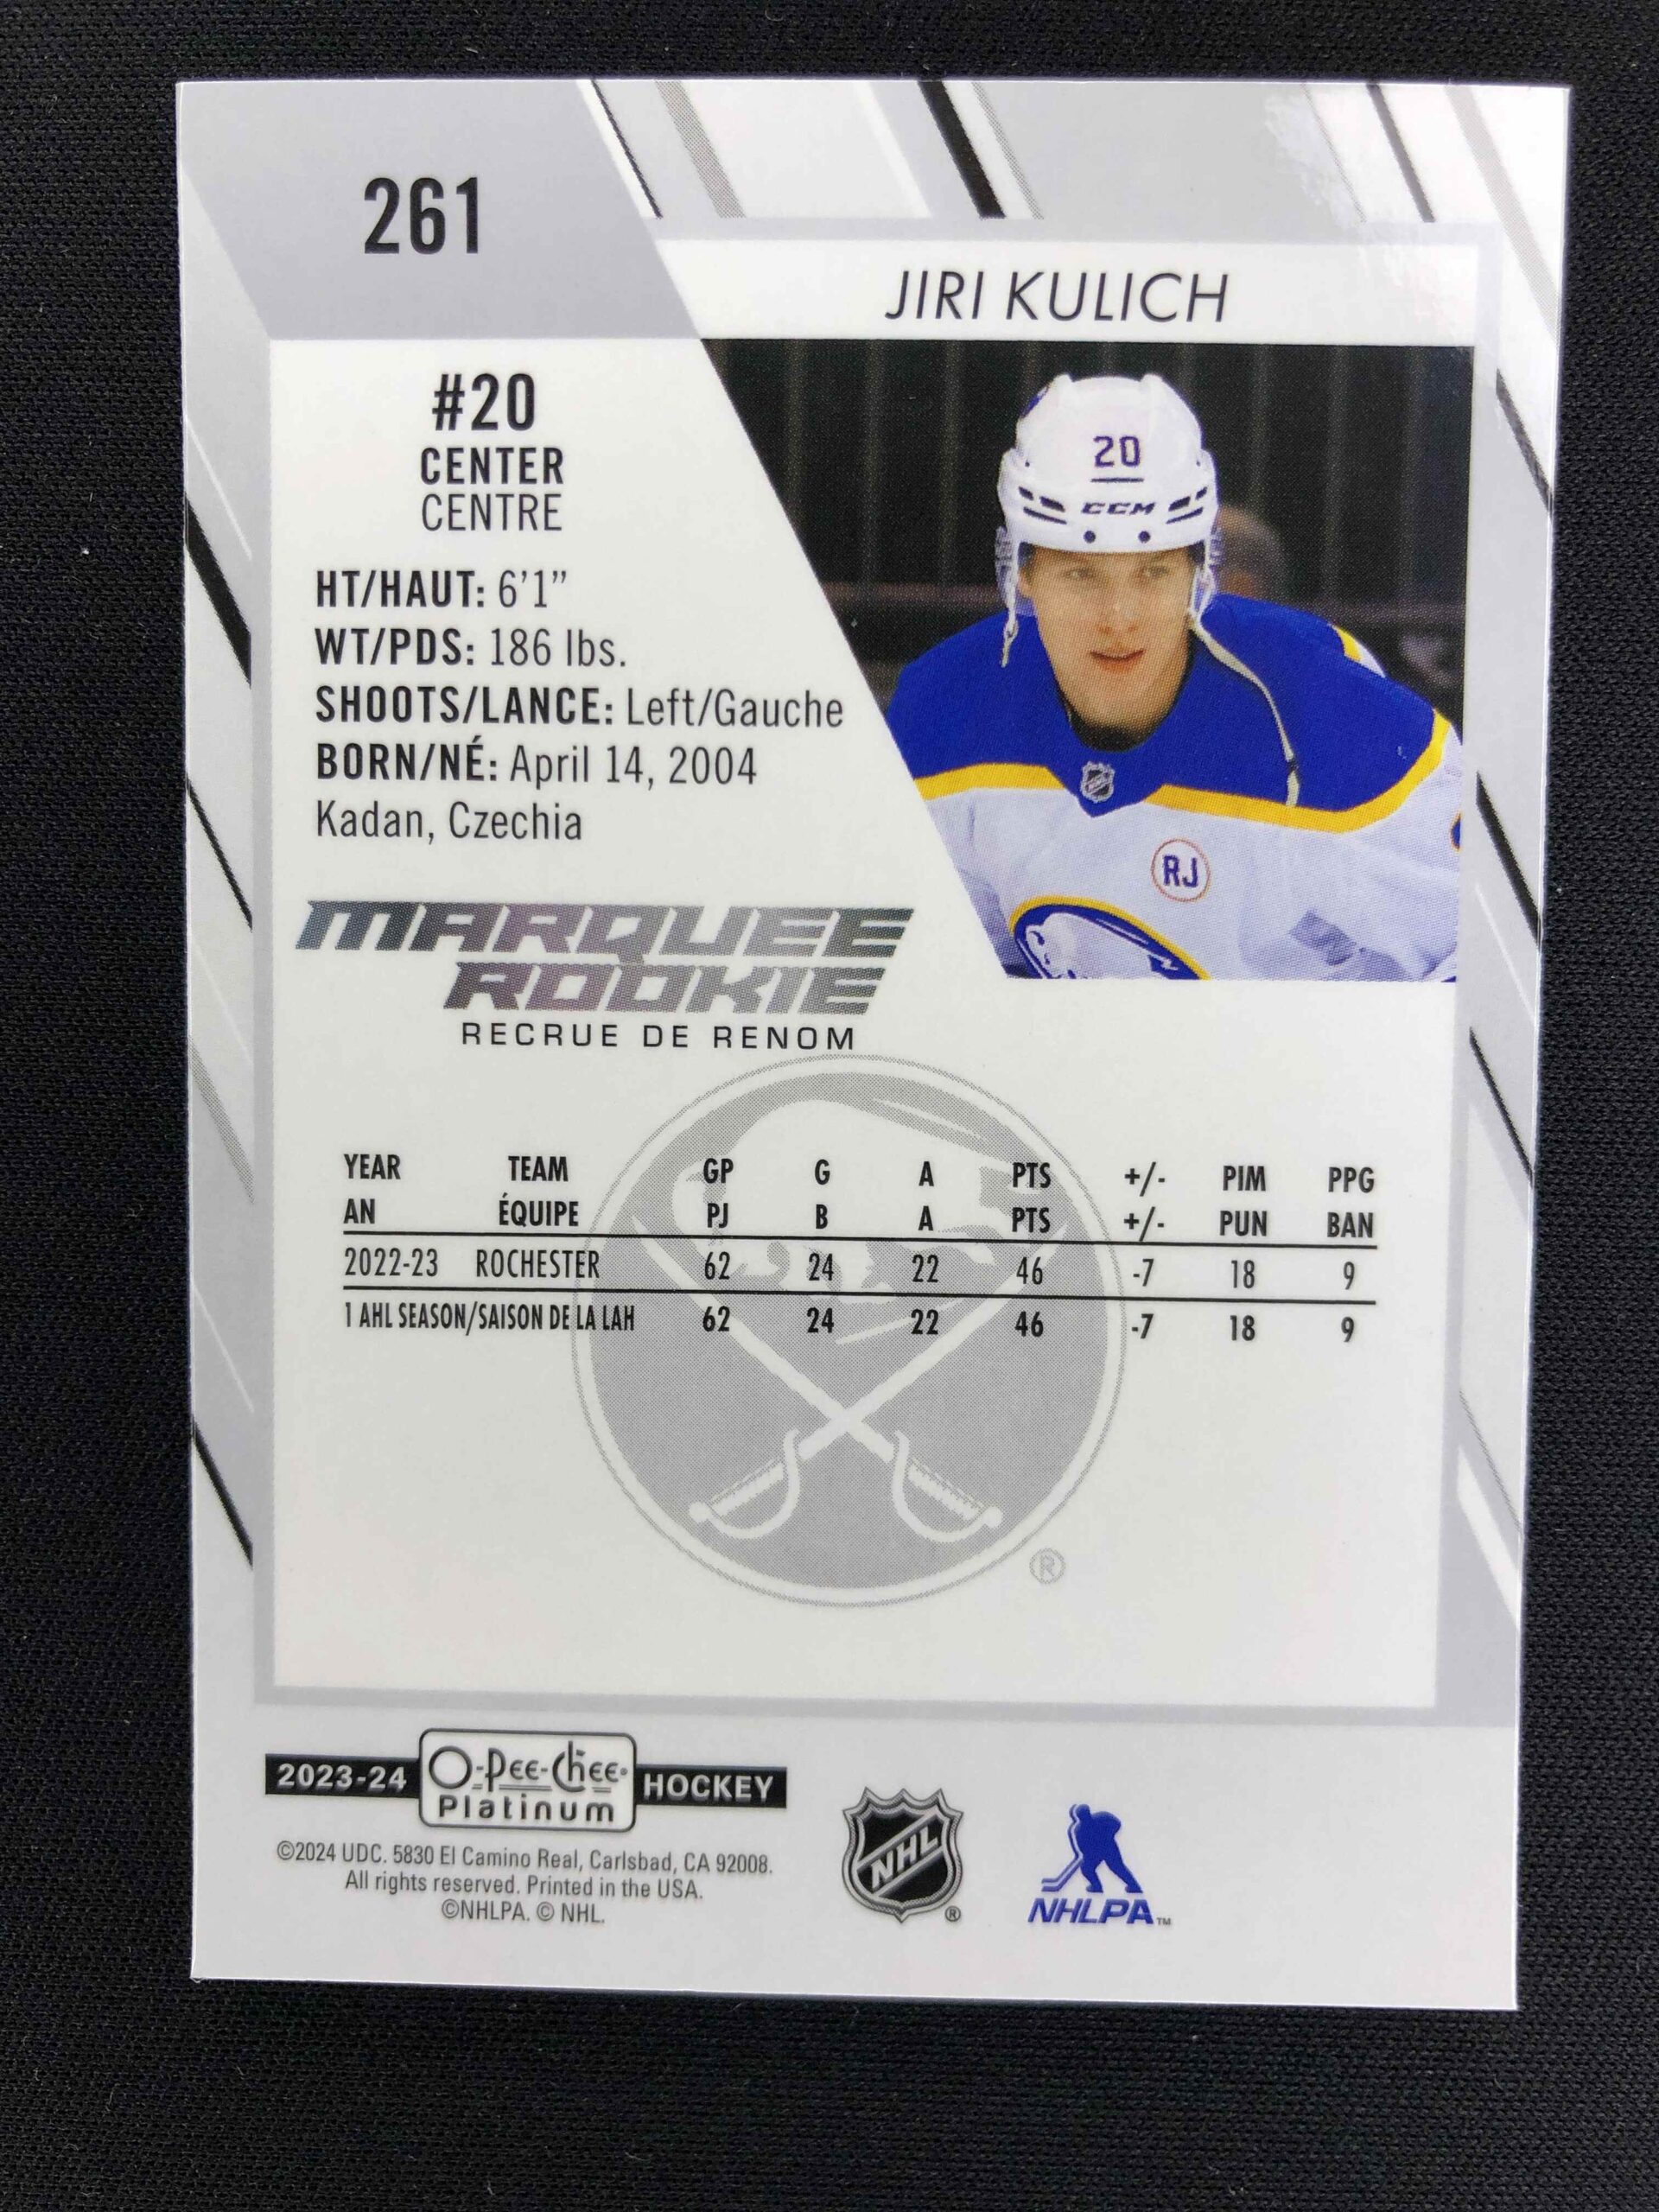 261
JIRI KULICH
#20
CENTER
CENTRE
HT/HAUT: 6'1"
WT/PDS: 186 lbs.
SHOOTS/LANCE: Left/Gauche
BORN/NÉ: April 14, 2004
Kadan, Czechia
20
CCM
NHL
RJ
MARQUEE
ROOKIE
RECRUE DE RENOM
YEAR TEAM GP G A PTS +/- PIM PPG
AN ÉQUIPE PJ B A PTS +/- PUN BAN
2022-23 ROCHESTER 62 24 22 46 -7 18 9
1 AHL SEASON/SAISON DE LA LAH 62 24 22 46 -7 18 9
®
2023-24 O-Pee-Chee® HOCKEY
Platinum
©2024 UDC. 5830 El Camino Real, Carlsbad, CA 92008.
All rights reserved. Printed in the USA.
©NHLPA. © NHL.
NHL ®
NHLPA™